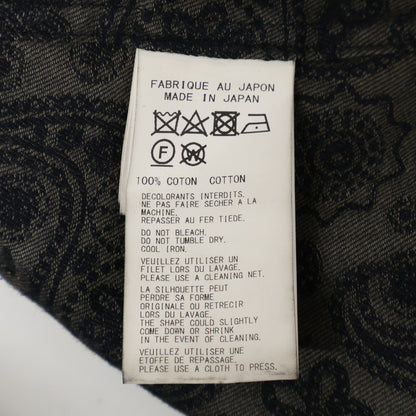 FABRIQUE AU JAPON
MADE IN JAPAN
F
W
100% COTON COTTON
DECOLORANTS INTERDITS.
NE PAS FAIRE SECHER A LA
MACHINE.
REPASSER AU FER TIEDE.
DO NOT BLEACH.
DO NOT TUMBLE DRY.
COOL IRON.
VEUILLEZ UTILISER UN
FILET LORS DU LAVAGE.
PLEASE USE A CLEANING NET.
LA SILHOUETTE PEUT
PERDRE SA FORME
ORIGINALE OU RETRECIR
LORS DU LAVAGE.
THE SHAPE COULD SLIGHTLY
COME DOWN OR SHRINK
IN THE EVENT OF CLEANING.
VEUILLEZ UTILISER UNE
ETOFFE DE REPASSAGE.
PLEASE USE A CLOTH TO PRESS.